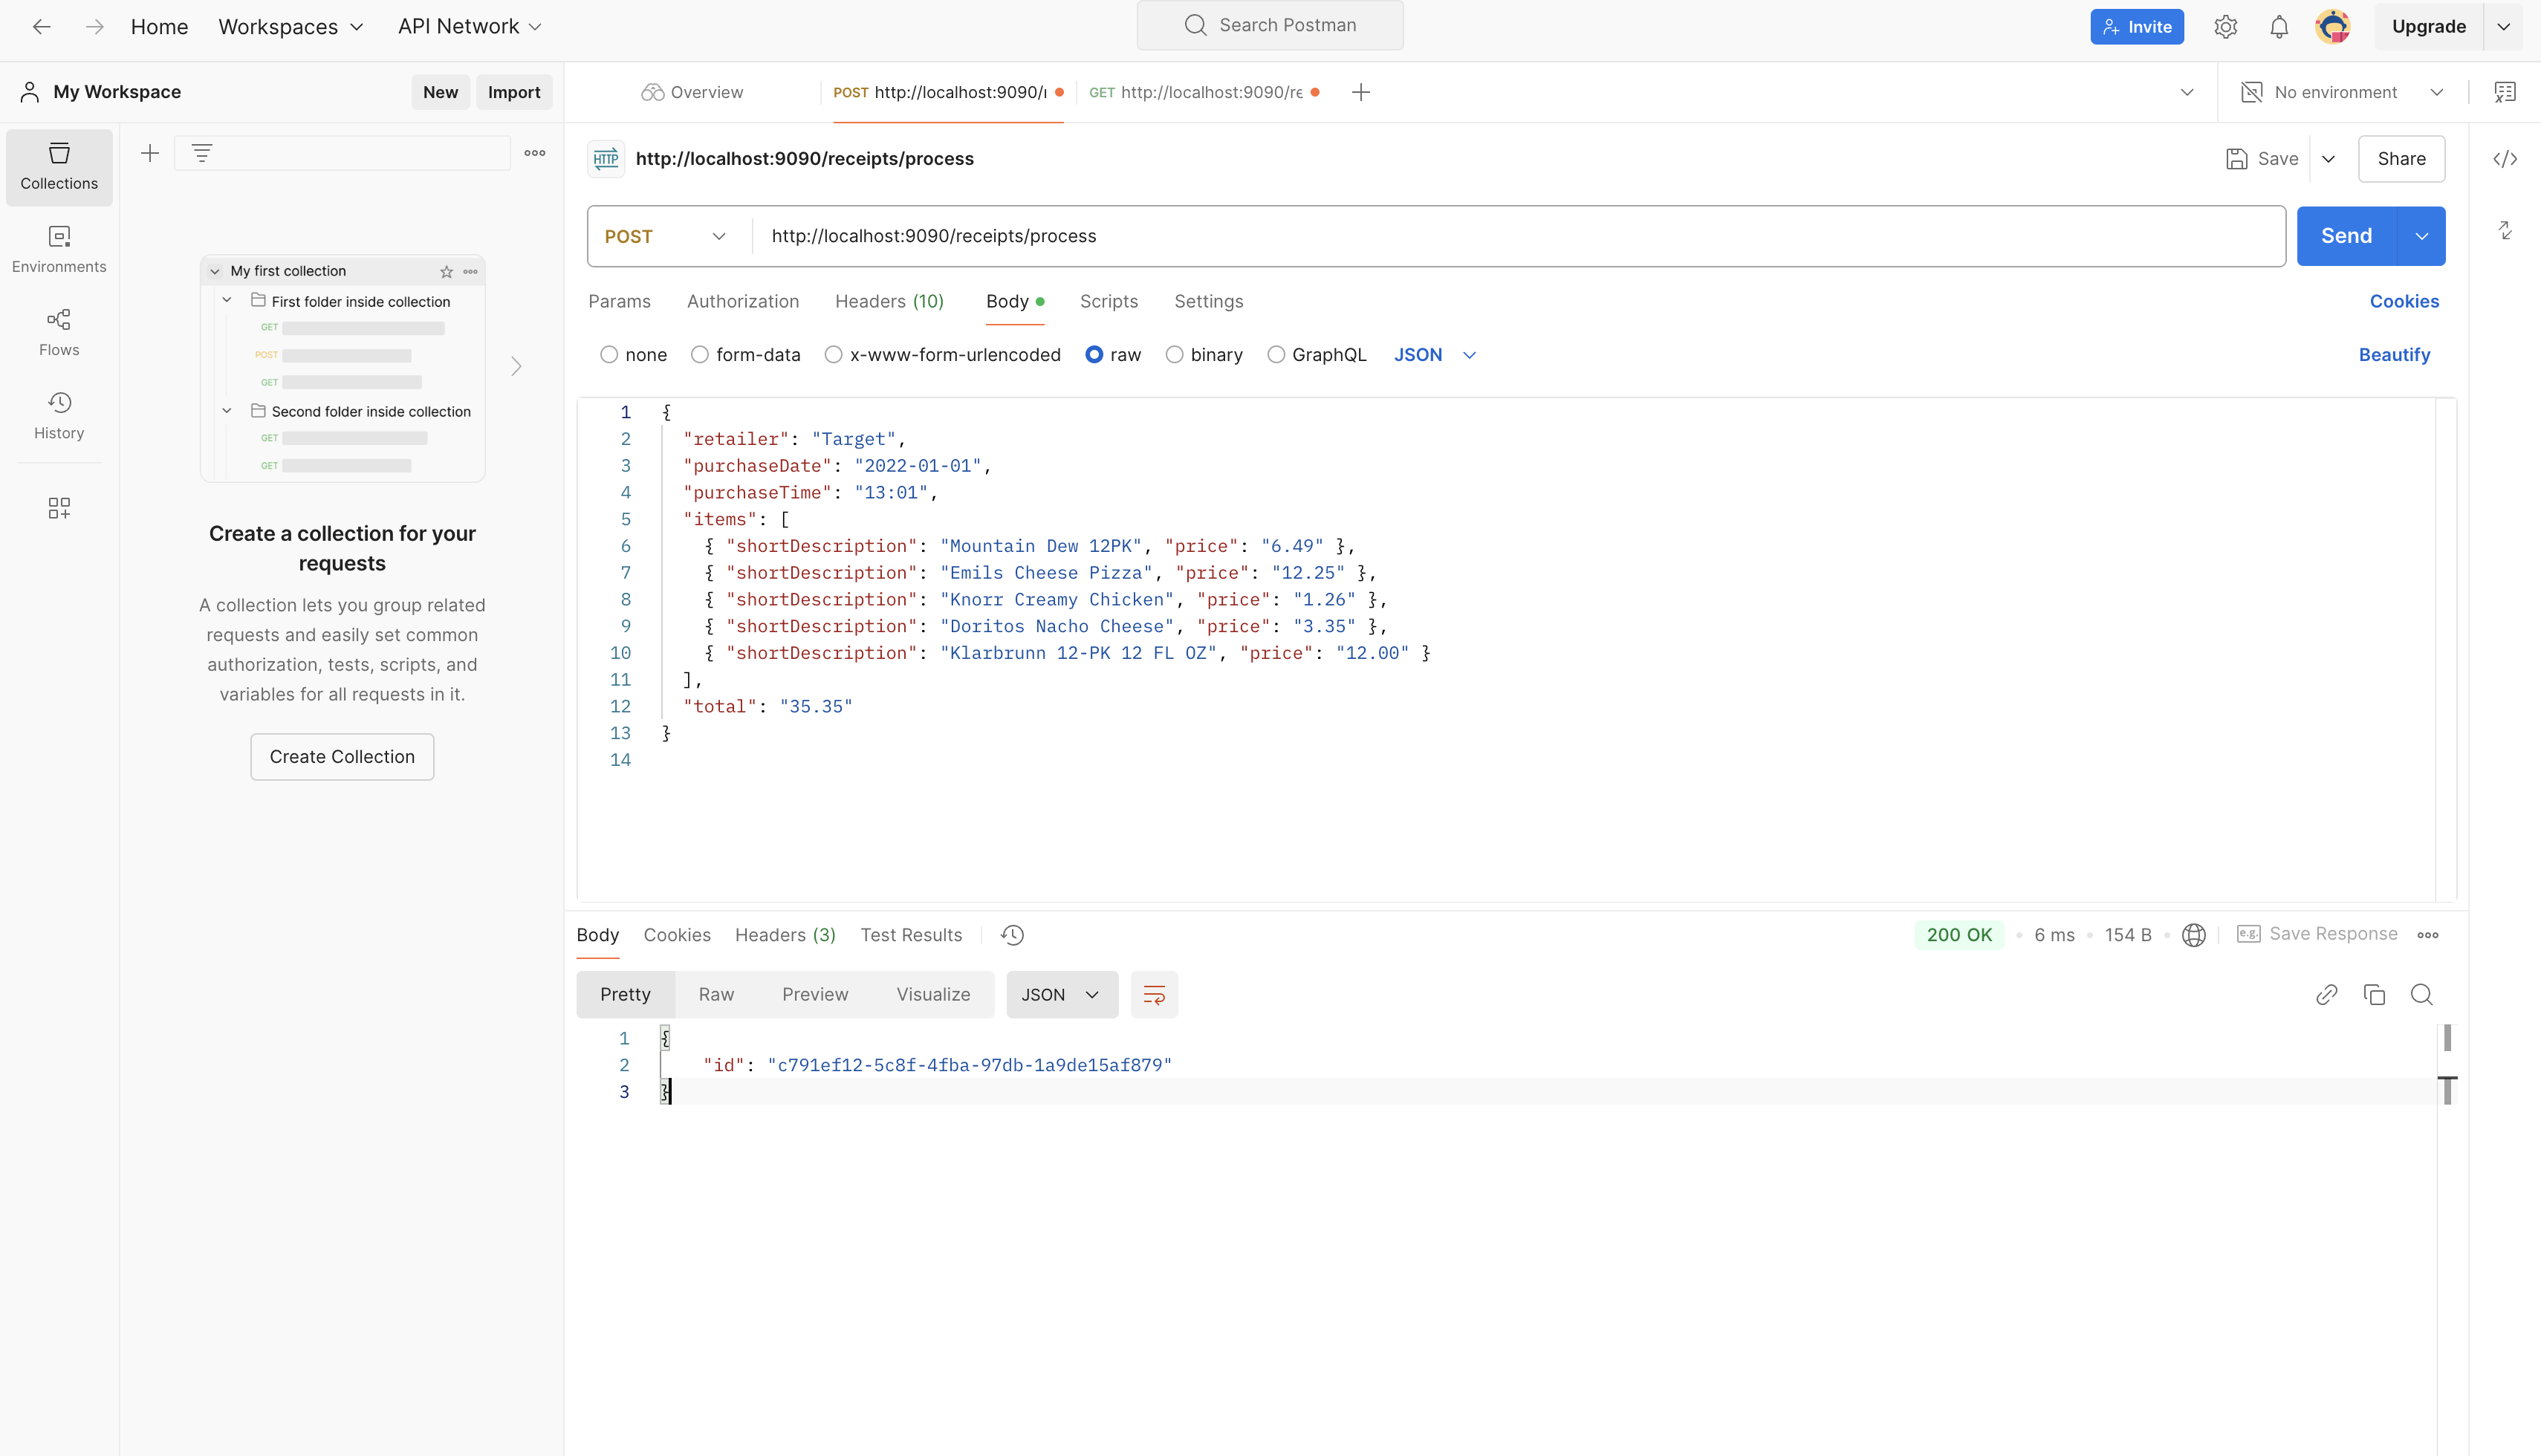 Home Workspaces API Network Search Postman Invite Upgrade
My Workspace New Import Overview POST http://localhost:9090/r GET http://localhost:9090/re No environment
Collections
Environments
Flows
History
My first collection
First folder inside collection
GET
POST
GET
Second folder inside collection
GET
GET
Create a collection for your
requests
A collection lets you group related
requests and easily set common
authorization, tests, scripts, and
variables for all requests in it.
Create Collection
HTTP http://localhost:9090/receipts/process Save Share
POST http://localhost:9090/receipts/process Send
Params Authorization Headers (10) Body Scripts Settings Cookies
none form-data x-www-form-urlencoded raw binary GraphQL JSON Beautify
1 {
2 "retailer": "Target",
3 "purchaseDate": "2022-01-01",
4 "purchaseTime": "13:01",
5 "items": [
6 { "shortDescription": "Mountain Dew 12PK", "price": "6.49" },
7 { "shortDescription": "Emils Cheese Pizza", "price": "12.25" },
8 { "shortDescription": "Knorr Creamy Chicken", "price": "1.26" },
9 { "shortDescription": "Doritos Nacho Cheese", "price": "3.35" },
10 { "shortDescription": "Klarbrunn 12-PK 12 FL OZ", "price": "12.00" }
11 ],
12 "total": "35.35"
13 }
14
Body Cookies Headers (3) Test Results 200 OK 6 ms 154 B e.g. Save Response
Pretty Raw Preview Visualize JSON
1 {
2 "id": "c791ef12-5c8f-4fba-97db-1a9de15af879"
3 }